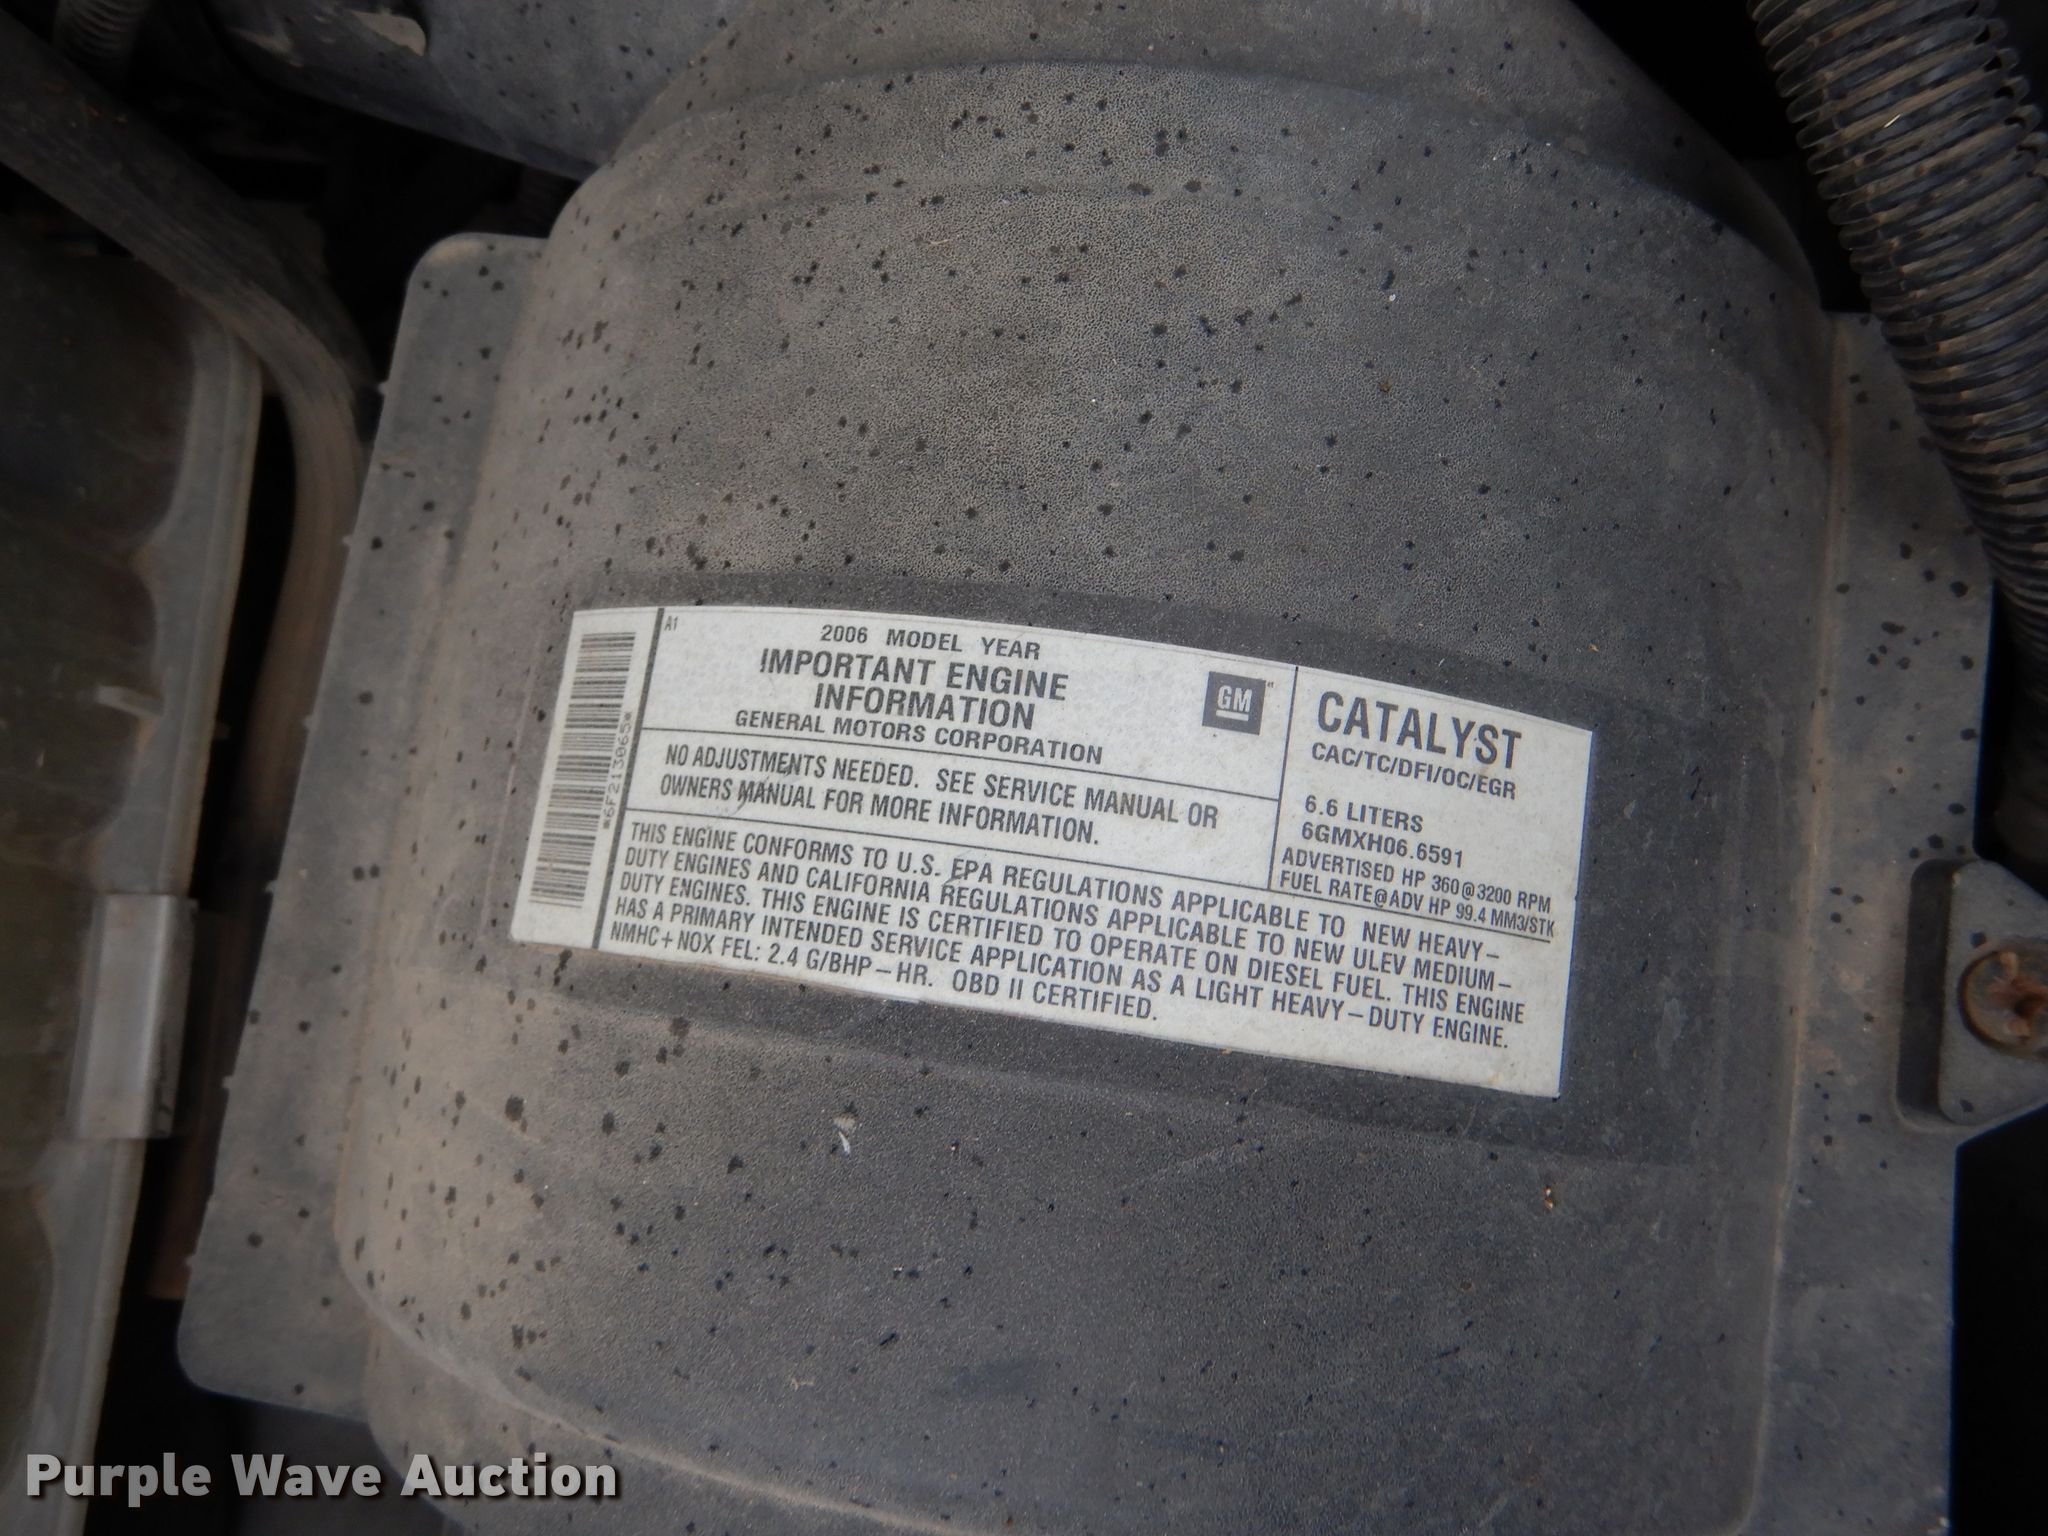 A1
2006 MODEL YEAR
IMPORTANT ENGINE
INFORMATION
GENERAL MOTORS CORPORATION
GM
*6F213065*
NO ADJUSTMENTS NEEDED. SEE SERVICE MANUAL OR
OWNERS MANUAL FOR MORE INFORMATION.
CATALYST
CAC/TC/DFI/OC/EGR
6.6 LITERS
6GMXH06.6591
ADVERTISED HP 360@3200 RPM
FUEL RATE@ADV HP 99.4 MM3/STK
THIS ENGINE CONFORMS TO U.S. EPA REGULATIONS APPLICABLE TO NEW HEAVY-
DUTY ENGINES AND CALIFORNIA REGULATIONS APPLICABLE TO NEW ULEV MEDIUM-
DUTY ENGINES. THIS ENGINE IS CERTIFIED TO OPERATE ON DIESEL FUEL. THIS ENGINE
HAS A PRIMARY INTENDED SERVICE APPLICATION AS A LIGHT HEAVY-DUTY ENGINE.
NMHC+NOX FEL: 2.4 G/BHP-HR. OBD II CERTIFIED.
Purple Wave Auction